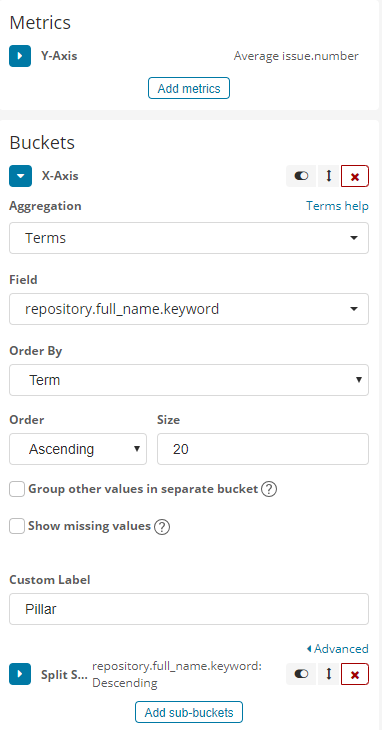 Metrics
Y-Axis Average issue.number
Add metrics
Buckets
X-Axis
Aggregation Terms help
Terms
Field
repository.full_name.keyword
Order By
Term
Order Size
Ascending 20
Group other values in separate bucket ?
Show missing values ?
Custom Label
Pillar
Advanced
Split S... repository.full_name.keyword:
Descending
Add sub-buckets